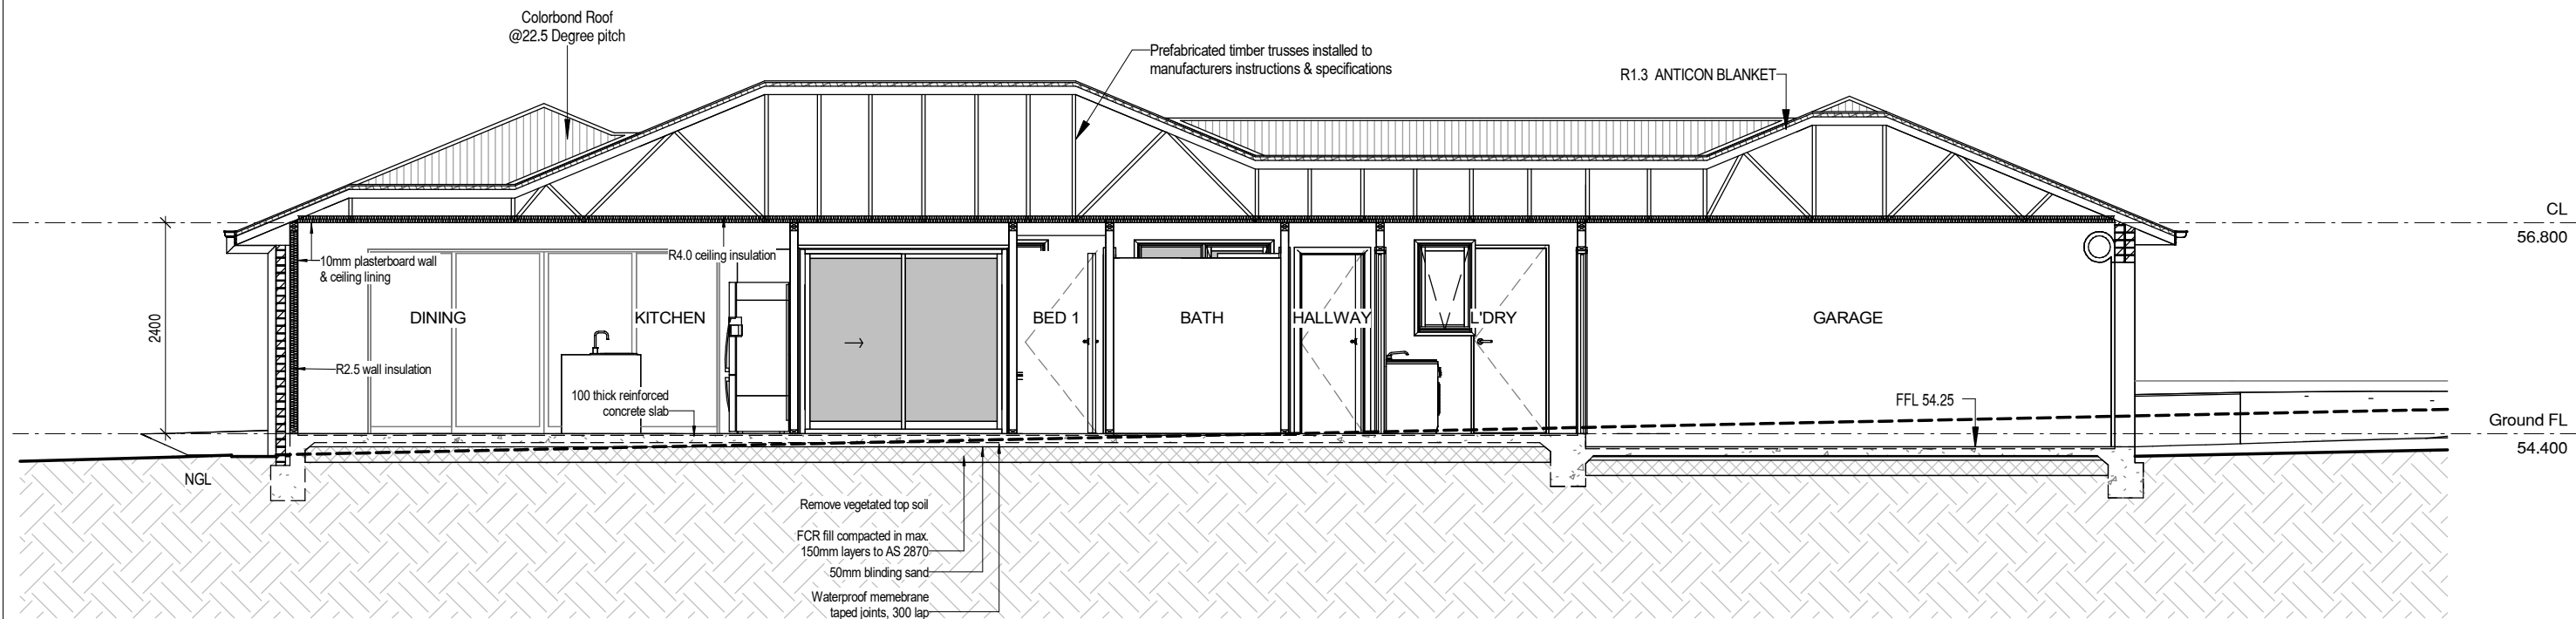 Colorbond Roof
@22.5 Degree pitch
Prefabricated timber trusses installed to
manufacturers instructions & specifications
R1.3 ANTICON BLANKET
CL
56.800
10mm plasterboard wall
& ceiling lining
R4.0 ceiling insulation
2400
DINING
KITCHEN
BED 1
BATH
HALLWAY
L'DRY
GARAGE
R2.5 wall insulation
100 thick reinforced
concrete slab
FFL 54.25
Ground FL
54.400
NGL
Remove vegetated top soil
FCR fill compacted in max.
150mm layers to AS 2870
50mm blinding sand
Waterproof memebrane
taped joints, 300 lap